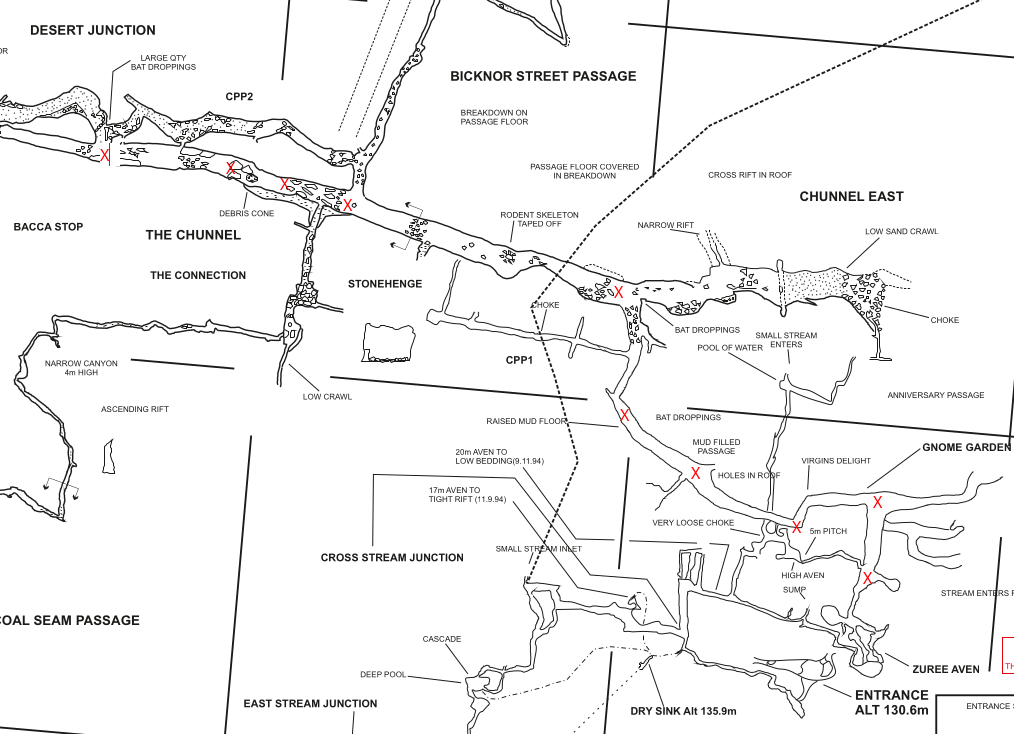 DESERT JUNCTION
OR
LARGE QTY
BAT DROPPINGS
CPP2
BICKNOR STREET PASSAGE
BREAKDOWN ON
PASSAGE FLOOR
PASSAGE FLOOR COVERED
IN BREAKDOWN
CROSS RIFT IN ROOF
CHUNNEL EAST
X
X
X
X
DEBRIS CONE
BACCA STOP
THE CHUNNEL
RODENT SKELETON
TAPED OFF
NARROW RIFT
LOW SAND CRAWL
THE CONNECTION
STONEHENGE
X
CHOKE
CHOKE
BAT DROPPINGS
SMALL STREAM
ENTERS
POOL OF WATER
NARROW CANYON
4m HIGH
CPP1
LOW CRAWL
ANNIVERSARY PASSAGE
ASCENDING RIFT
RAISED MUD FLOOR
X
BAT DROPPINGS
MUD FILLED
PASSAGE
GNOME GARDEN
20m AVEN TO
LOW BEDDING(9.11.94)
VIRGINS DELIGHT
X
HOLES IN ROOF
17m AVEN TO
TIGHT RIFT (11.9.94)
X
VERY LOOSE CHOKE
X
5m PITCH
SMALL STREAM INLET
CROSS STREAM JUNCTION
HIGH AVEN
X
SUMP
STREAM ENTERS
COAL SEAM PASSAGE
CASCADE
TH
DEEP POOL
ZUREE AVEN
EAST STREAM JUNCTION
ENTRANCE
ALT 130.6m
DRY SINK Alt 135.9m
ENTRANCE